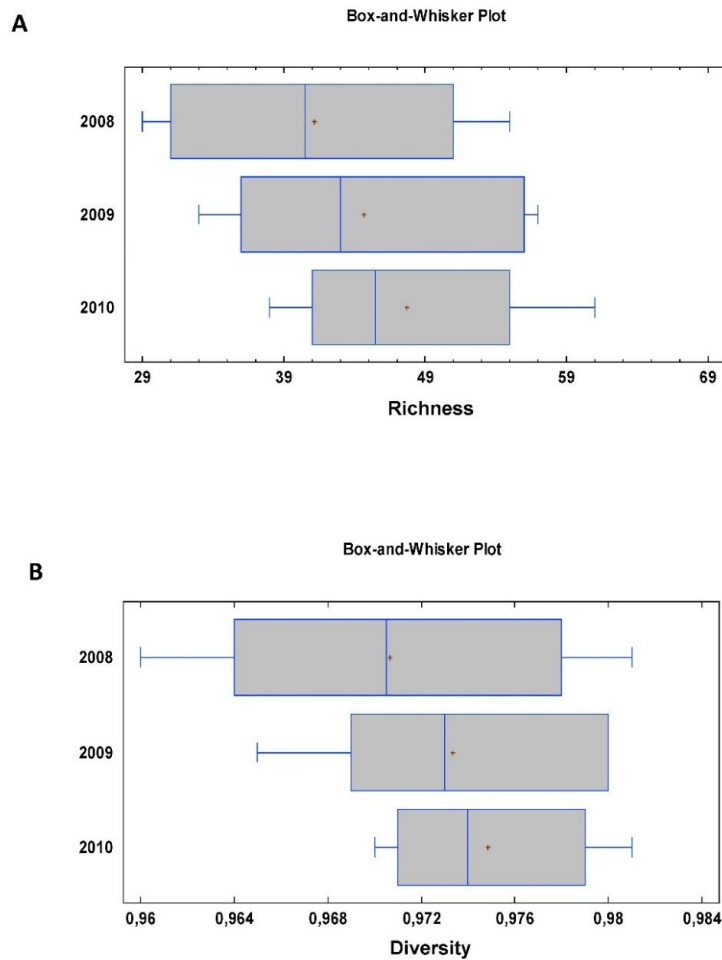 A
Box-and-Whisker Plot
2008
2009
2010
29 39 49 59 69
Richness
Box-and-Whisker Plot
B
2008
2009
2010
0,96 0,964 0,968 0,972 0,976 0,98 0,984
Diversity